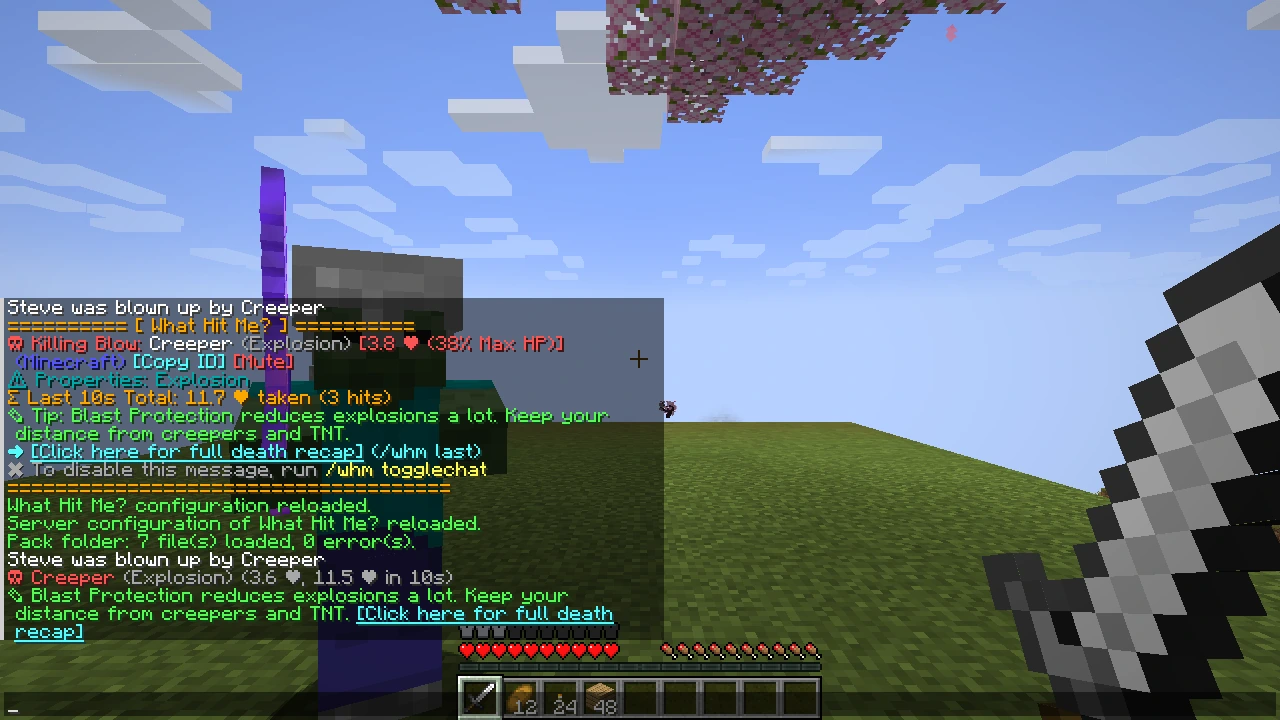 Steve was blown up by Creeper
========== [ What Hit Me? ] ==========
☠ Killing Blow: Creeper (Explosion) [3.8 ♥ (38% Max HP)]
(Minecraft) [Copy ID] [Mute]
⚠ Properties: Explosion
Σ Last 10s Total: 11.7 ♥ taken (3 hits)
✎ Tip: Blast Protection reduces explosions a lot. Keep your
distance from creepers and TNT.
➜ [Click here for full death recap] (/whm last)
✖ To disable this message, run /whm togglechat
=====================================
What Hit Me? configuration reloaded.
Server configuration of What Hit Me? reloaded.
Pack folder: 7 file(s) loaded, 0 error(s).
Steve was blown up by Creeper
☠ Creeper (Explosion) (3.6 ♥, 11.5 ♥ in 10s)
✎ Blast Protection reduces explosions a lot. Keep your
distance from creepers and TNT. [Click here for full death
recap]
12 24 48
_